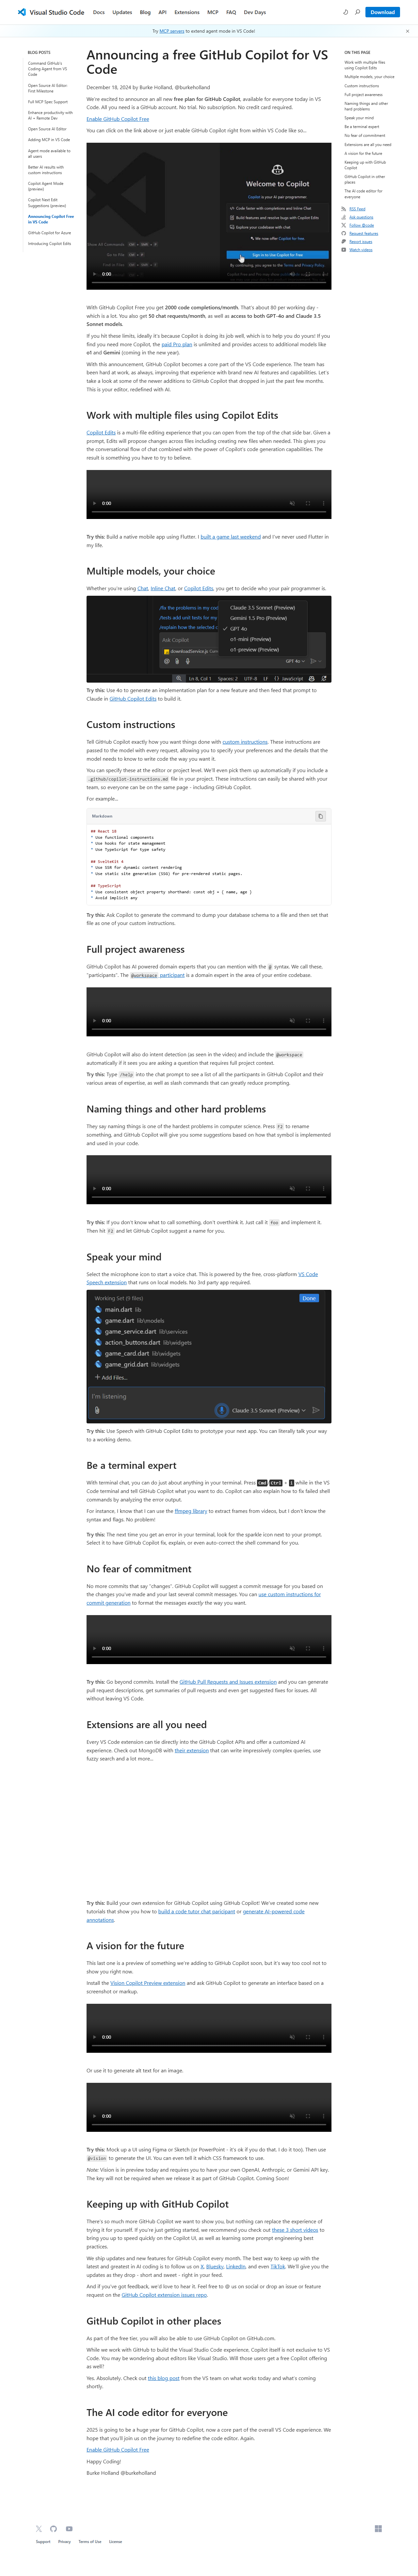 Visual Studio Code Docs Updates Blog API Extensions MCP FAQ Dev Days Download
Try MCP servers to extend agent mode in VS Code!
BLOG POSTS
Command GitHub's
Coding Agent from VS
Code
Open Source AI Editor:
First Milestone
Full MCP Spec Support
Enhance productivity with
AI + Remote Dev
Open Source AI Editor
Adding MCP in VS Code
Agent mode available to
all users
Better AI results with
custom instructions
Copilot Agent Mode
(preview)
Copilot Next Edit
Suggestions (preview)
Announcing Copilot Free
in VS Code
GitHub Copilot for Azure
Introducing Copilot Edits
Announcing a free GitHub Copilot for VS
Code
December 18, 2024 by Burke Holland, @burkeholland
We're excited to announce an all new free plan for GitHub Copilot, available for everyone today in VS
Code. All you need is a GitHub account. No trial. No subscription. No credit card required.
Enable GitHub Copilot Free
You can click on the link above or just enable GitHub Copilot right from within VS Code like so...
Welcome to Copilot
Copilot is your AI pair programmer.
Code faster with completions and Inline Chat
Sign in to Use Copilot for Free
0:00
With GitHub Copilot Free you get 2000 code completions/month. That's about 80 per working day -
which is a lot. You also get 50 chat requests/month, as well as access to both GPT-4o and Claude 3.5
Sonnet models.
If you hit these limits, ideally it's because Copilot is doing its job well, which is to help you do yours! If you
find you need more Copilot, the paid Pro plan is unlimited and provides access to additional models like
o1 and Gemini (coming in the new year).
With this announcement, GitHub Copilot becomes a core part of the VS Code experience. The team has
been hard at work, as always, improving that experience with brand new AI features and capabilities. Let's
take a look at some of the newer additions to GitHub Copilot that dropped in just the past few months.
This is your editor, redefined with AI.
Work with multiple files using Copilot Edits
Copilot Edits is a multi-file editing experience that you can open from the top of the chat side bar. Given a
prompt, Edits will propose changes across files including creating new files when needed. This gives you
the conversational flow of chat combined with the power of Copilot's code generation capabilities. The
result is something you have to try to believe.
0:00
Try this: Build a native mobile app using Flutter. I built a game last weekend and I've never used Flutter in
my life.
Multiple models, your choice
Whether you're using Chat, Inline Chat, or Copilot Edits, you get to decide who your pair programmer is.
/fix the problems in my co
/tests add unit tests for my
/explain how the selected c
Ask Copilot
downloadService.js
Claude 3.5 Sonnet (Preview)
Gemini 1.5 Pro (Preview)
GPT 4o
o1-mini (Preview)
o1-preview (Preview)
GPT 4o
Ln 8, Col 1 Spaces: 2 UTF-8 LF JavaScript
Try this: Use 4o to generate an implementation plan for a new feature and then feed that prompt to
Claude in GitHub Copilot Edits to build it.
Custom instructions
Tell GitHub Copilot exactly how you want things done with custom instructions. These instructions are
passed to the model with every request, allowing you to specify your preferences and the details that the
model needs to know to write code the way you want it.
You can specify these at the editor or project level. We'll even pick them up automatically if you include a
.github/copilot-instructions.md file in your project. These instructions can easily be shared with your
team, so everyone can be on the same page - including GitHub Copilot.
For example...
Markdown
## React 18
* Use functional components
* Use hooks for state management
* Use TypeScript for type safety
## SvelteKit 4
* Use SSR for dynamic content rendering
* Use static site generation (SSG) for pre-rendered static pages.
## TypeScript
* Use consistent object property shorthand: const obj = { name, age }
* Avoid implicit any
Try this: Ask Copilot to generate the command to dump your database schema to a file and then set that
file as one of your custom instructions.
Full project awareness
GitHub Copilot has AI powered domain experts that you can mention with the @ syntax. We call these,
"participants". The @workspace participant is a domain expert in the area of your entire codebase.
0:00
GitHub Copilot will also do intent detection (as seen in the video) and include the @workspace
automatically if it sees you are asking a question that requires full project context.
Try this: Type /help into the chat prompt to see a list of all the participants in GitHub Copilot and their
various areas of expertise, as well as slash commands that can greatly reduce prompting.
Naming things and other hard problems
They say naming things is one of the hardest problems in computer science. Press F2 to rename
something, and GitHub Copilot will give you some suggestions based on how that symbol is implemented
and used in your code.
0:00
Try this: If you don't know what to call something, don't overthink it. Just call it foo and implement it.
Then hit F2 and let GitHub Copilot suggest a name for you.
Speak your mind
Select the microphone icon to start a voice chat. This is powered by the free, cross-platform VS Code
Speech extension that runs on local models. No 3rd party app required.
Working Set (9 files) Done
main.dart lib
game.dart lib\models
game_service.dart lib\services
action_buttons.dart lib\widgets
game_card.dart lib\widgets
game_grid.dart lib\widgets
+ Add Files...
I'm listening
Claude 3.5 Sonnet (Preview)
Try this: Use Speech with GitHub Copilot Edits to prototype your next app. You can literally talk your way
to a working demo.
Be a terminal expert
With terminal chat, you can do just about anything in your terminal. Press Cmd/Ctrl + I while in the VS
Code terminal and tell GitHub Copilot what you want to do. Copilot can also explain how to fix failed shell
commands by analyzing the error output.
For instance, I know that I can use the ffmpeg library to extract frames from videos, but I don't know the
syntax and flags. No problem!
Try this: The next time you get an error in your terminal, look for the sparkle icon next to your prompt.
Select it to have GitHub Copilot fix, explain, or even auto-correct the shell command for you.
No fear of commitment
No more commits that say "changes". GitHub Copilot will suggest a commit message for you based on
the changes you've made and your last several commit messages. You can use custom instructions for
commit generation to format the messages exactly the way you want.
0:00
Try this: Go beyond commits. Install the GitHub Pull Requests and Issues extension and you can generate
pull request descriptions, get summaries of pull requests and even get suggested fixes for issues. All
without leaving VS Code.
Extensions are all you need
Every VS Code extension can tie directly into the GitHub Copilot APIs and offer a customized AI
experience. Check out MongoDB with their extension that can write impressively complex queries, use
fuzzy search and a lot more...
Try this: Build your own extension for GitHub Copilot using GitHub Copilot! We've created some new
tutorials that show you how to build a code tutor chat paricipant or generate AI-powered code
annotations.
A vision for the future
This last one is a preview of something we're adding to GitHub Copilot soon, but it's way too cool not to
show you right now.
Install the Vision Copilot Preview extension and ask GitHub Copilot to generate an interface based on a
screenshot or markup.
0:00
Or use it to generate alt text for an image.
0:00
Try this: Mock up a UI using Figma or Sketch (or PowerPoint - it's ok if you do that. I do it too). Then use
@vision to generate the UI. You can even tell it which CSS framework to use.
Note: Vision is in preview today and requires you to have your own OpenAI, Anthropic, or Gemini API key.
The API key will not be required when we release it as part of GitHub Copilot. Coming Soon!
Keeping up with GitHub Copilot
There's so much more GitHub Copilot we want to show you, but nothing can replace the experience of
trying it for yourself. If you're just getting started, we recommend you check out these 3 short videos to
bring you up to speed quickly on the Copilot UI, as well as learning some prompt engineering best
practices.
We ship updates and new features for GitHub Copilot every month. The best way to keep up with the
latest and greatest in AI coding is to follow us on X, Bluesky, LinkedIn, and even TikTok. We'll give you the
updates as they drop - short and sweet - right in your feed.
And if you've got feedback, we'd love to hear it. Feel free to @ us on social or drop an issue or feature
request on the GitHub Copilot extension issues repo.
GitHub Copilot in other places
As part of the free tier, you will also be able to use GitHub Copilot on GitHub.com.
While we work with GitHub to build the Visual Studio Code experience, Copilot itself is not exclusive to VS
Code. You may be wondering about editors like Visual Studio. Will those users get a free Copilot offering
as well?
Yes. Absolutely. Check out this blog post from the VS team on what works today and what's coming
shortly.
The AI code editor for everyone
2025 is going to be a huge year for GitHub Copilot, now a core part of the overall VS Code experience. We
hope that you'll join us on the journey to redefine the code editor. Again.
Enable GitHub Copilot Free
Happy Coding!
Burke Holland @burkeholland
ON THIS PAGE
Work with multiple files
using Copilot Edits
Multiple models, your choice
Custom instructions
Full project awareness
Naming things and other
hard problems
Speak your mind
Be a terminal expert
No fear of commitment
Extensions are all you need
A vision for the future
Keeping up with GitHub
Copilot
GitHub Copilot in other
places
The AI code editor for
everyone
RSS Feed
Ask questions
Follow @code
Request features
Report issues
Watch videos
Support Privacy Terms of Use License